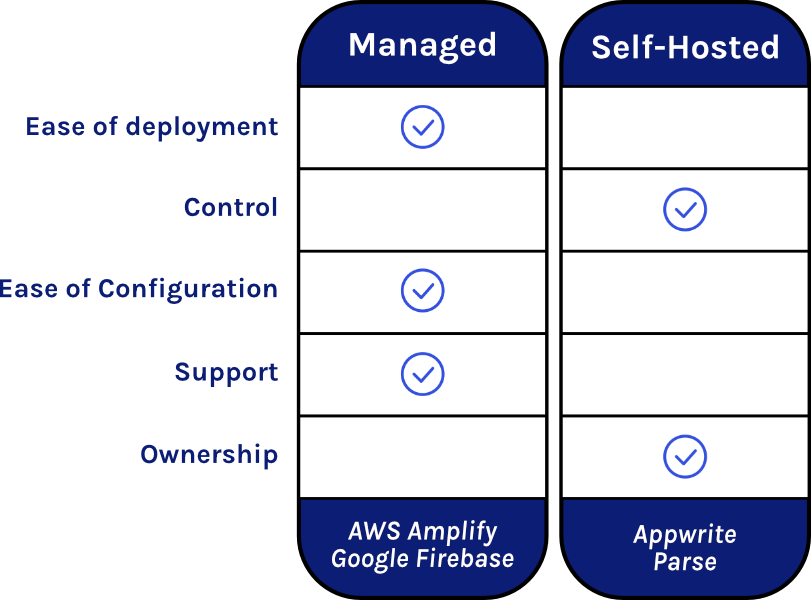 Managed
Self-Hosted
Ease of deployment
Control
Ease of Configuration
Support
Ownership
AWS Amplify
Google Firebase
Appwrite
Parse